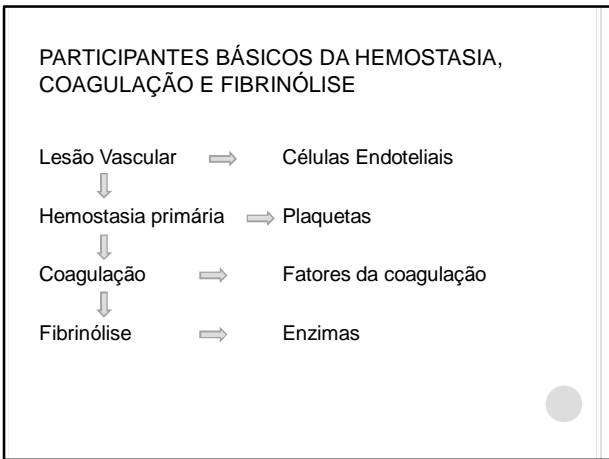 PARTICIPANTES BÁSICOS DA HEMOSTASIA,
COAGULAÇÃO E FIBRINÓLISE
Lesão Vascular Células Endoteliais
Hemostasia primária Plaquetas
Coagulação Fatores da coagulação
Fibrinólise Enzimas